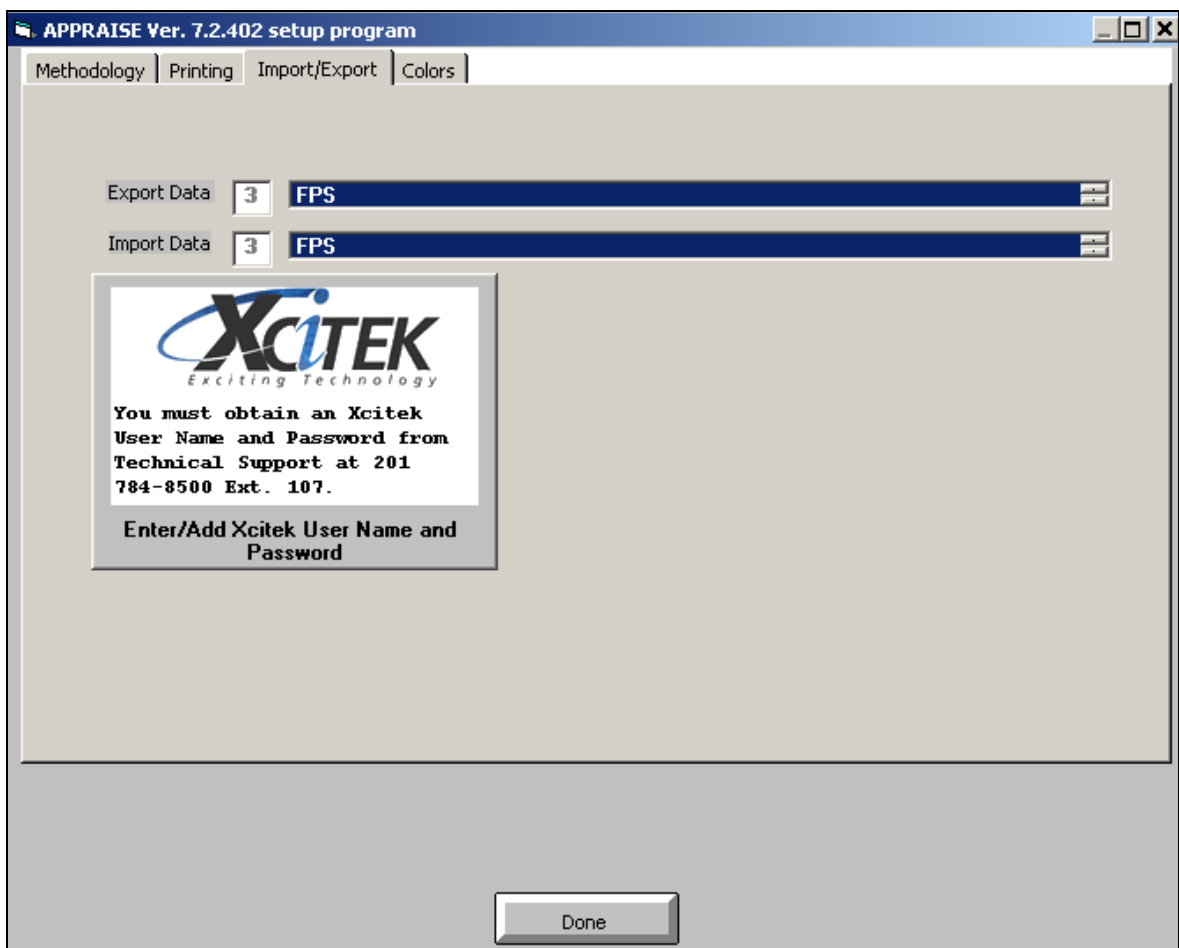 APPRAISE Ver. 7.2.402 setup program
Methodology Printing Import/Export Colors
Export Data 3 FPS
Import Data 3 FPS
XCiTEK
Exciting Technology
You must obtain an Xcitek
User Name and Password from
Technical Support at 201
784-8500 Ext. 107.
Enter/Add Xcitek User Name and
Password
Done